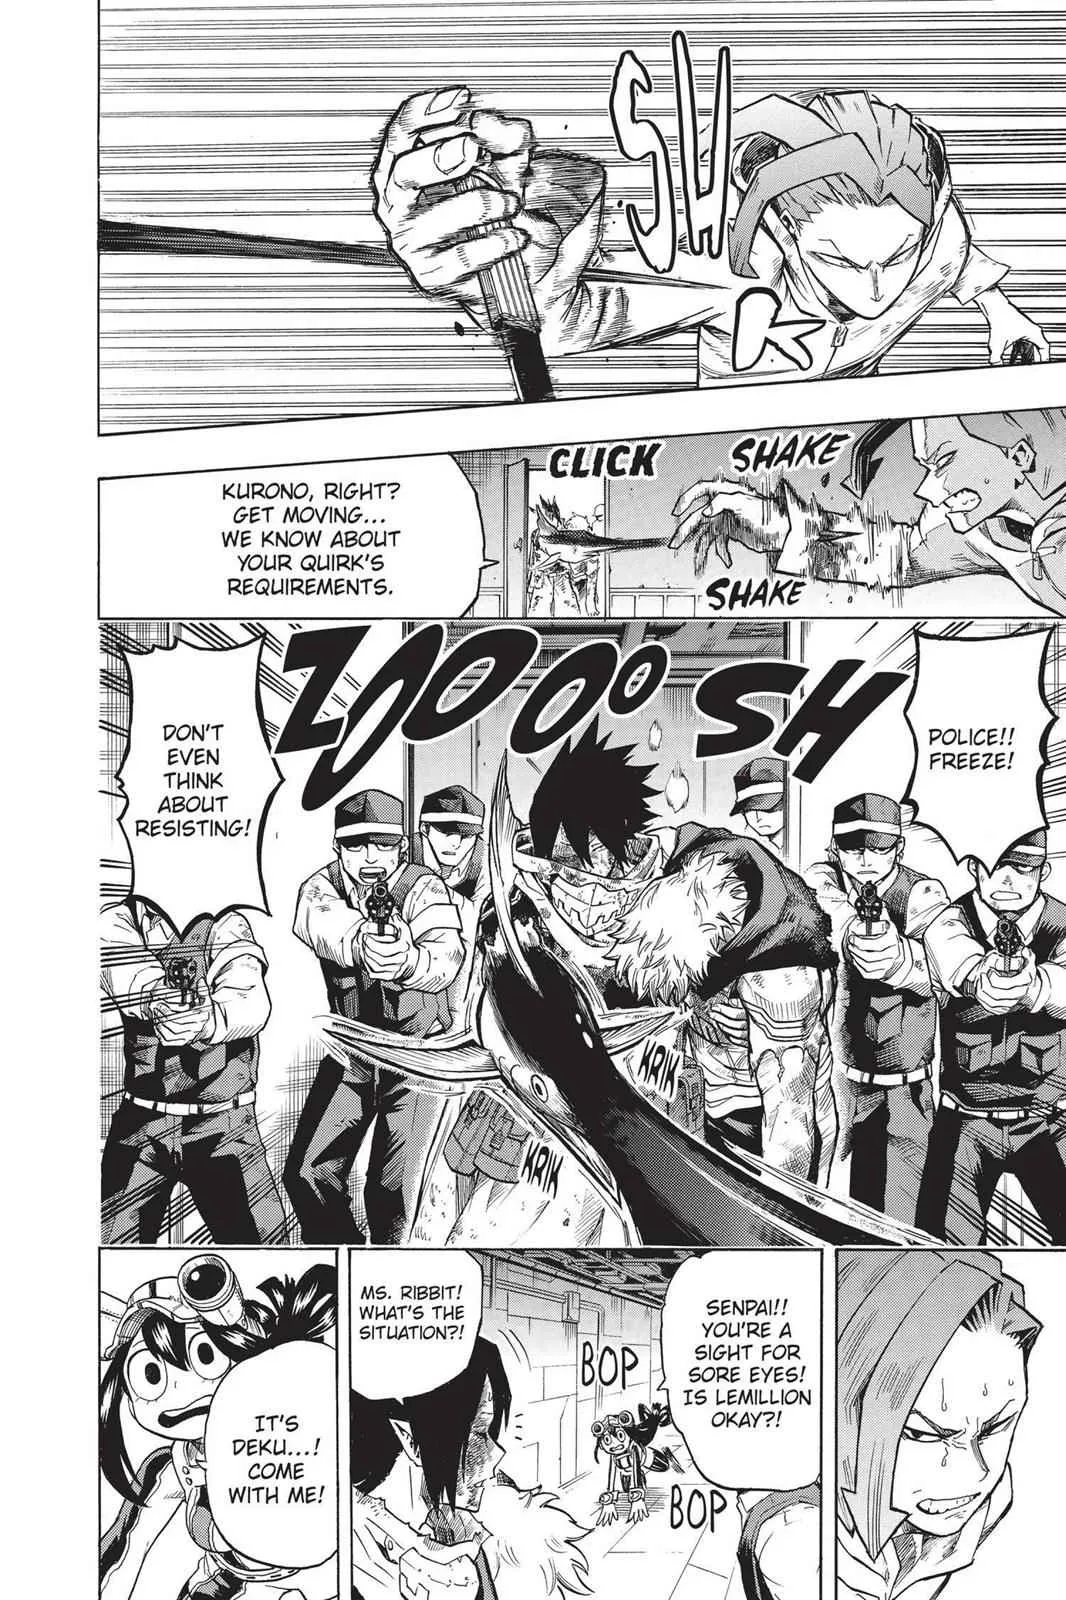 SHK
CLICK
SHAKE
SHAKE
KURONO, RIGHT?
GET MOVING...
WE KNOW ABOUT
YOUR QUIRK'S
REQUIREMENTS.
ZOOOOOSH
POLICE!!
FREEZE!
DON'T
EVEN
THINK
ABOUT
RESISTING!
KRIK
KRIK
SENPAI!!
YOU'RE A
SIGHT FOR
SORE EYES!
IS LEMILLION
OKAY?!
BOP
BOP
MS. RIBBIT!
WHAT'S THE
SITUATION?!
IT'S
DEKU...!
COME
WITH ME!